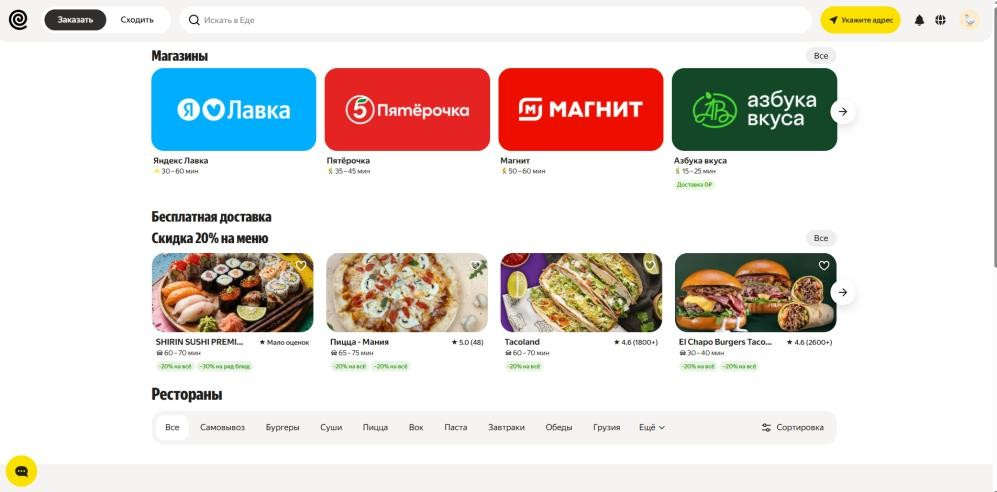 Заказать
Сходить
Искать в Еде
Укажите адрес
Магазины
Все
Я Лавка
5 Пятёрочка
М МАГНИТ
АВ азбука
вкуса
Яндекс Лавка
30–60 мин
Пятёрочка
35–45 мин
Магнит
50–60 мин
Азбука вкуса
15–25 мин
Доставка 0₽
Бесплатная доставка
Скидка 20% на меню
Все
SHIRIN SUSHI PREMI... ★ Мало оценок
60–70 мин
-20% на всё -30% на ряд блюд
Пицца - Мания ★ 5.0 (48)
65–75 мин
-20% на всё -20% на всё
Tacoland ★ 4.6 (1800+)
60–70 мин
-20% на всё
El Chapo Burgers Taco... ★ 4.6 (2600+)
30–40 мин
-20% на всё -20% на всё
Рестораны
Все Самовывоз Бургеры Суши Пицца Вок Паста Завтраки Обеды Грузия Ещё Сортировка